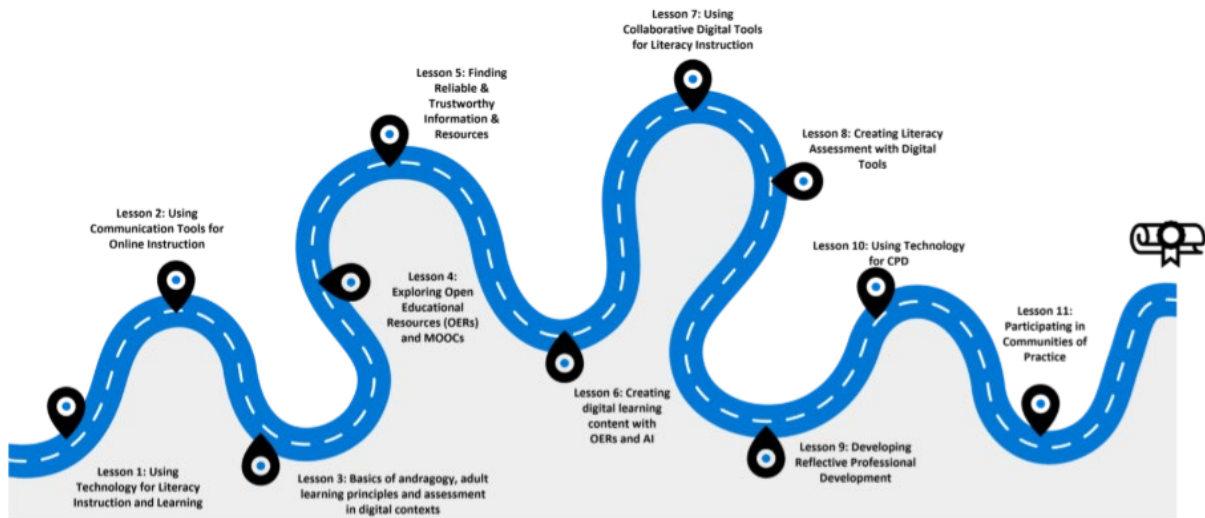 Lesson 1: Using
Technology for Literacy
Instruction and Learning
Lesson 2: Using
Communication Tools for
Online Instruction
Lesson 3: Basics of andragogy, adult
learning principles and assessment
in digital contexts
Lesson 4:
Exploring Open
Educational
Resources (OERs)
and MOOCs
Lesson 5: Finding
Reliable &
Trustworthy
Information &
Resources
Lesson 6: Creating
digital learning
content with
OERs and AI
Lesson 7: Using
Collaborative Digital Tools
for Literacy Instruction
Lesson 8: Creating Literacy
Assessment with Digital
Tools
Lesson 9: Developing
Reflective Professional
Development
Lesson 10: Using Technology
for CPD
Lesson 11:
Participating in
Communities of
Practice